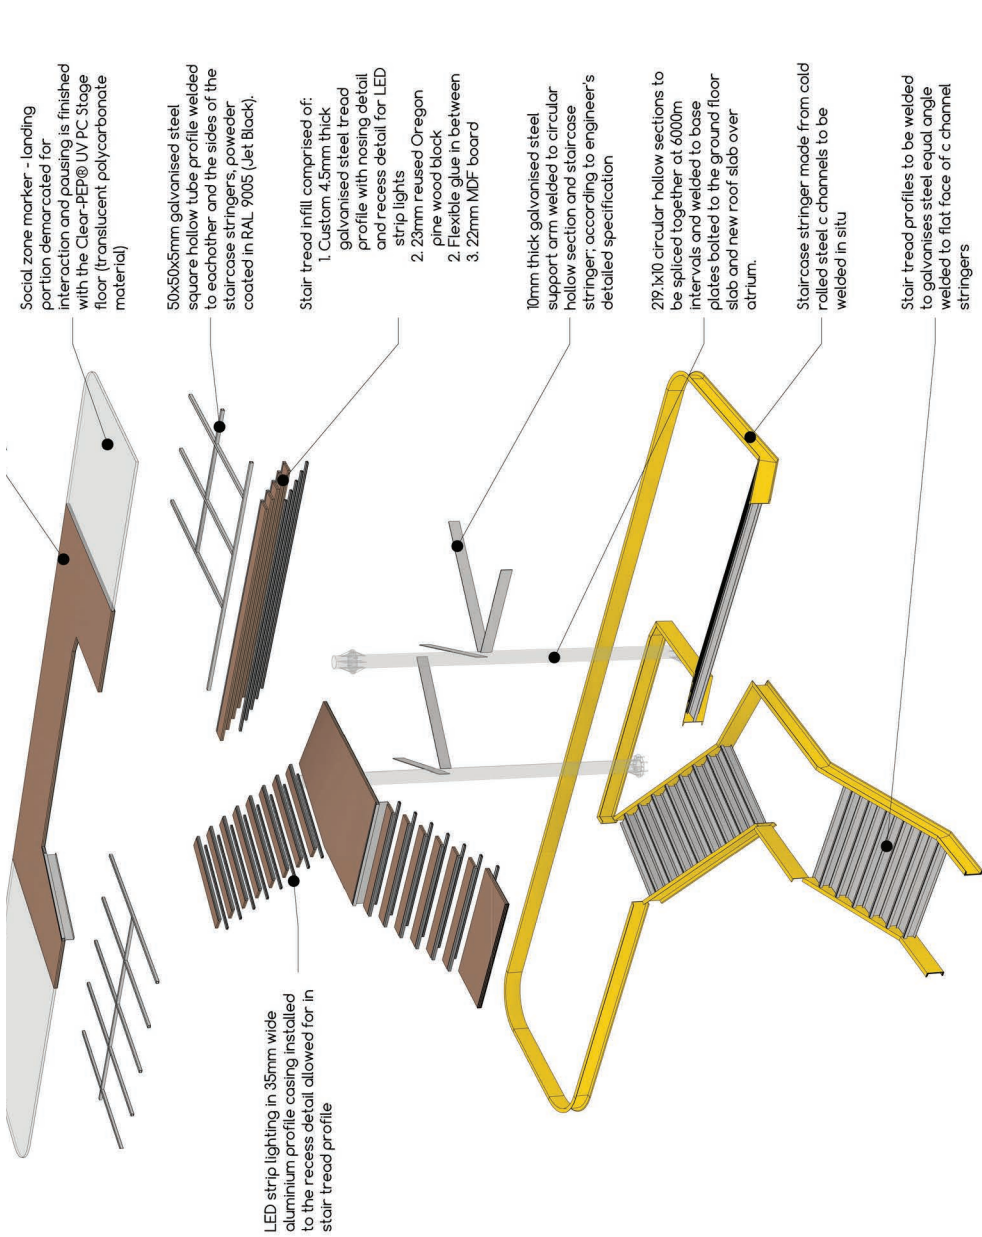 Social zone marker - landing
portion demarcated for
interaction and pausing is finished
with the Clear-PEP® UV PC Stage
floor (translucent polycarbonate
material)
50x50x5mm galvanised steel
square hollow tube profile welded
to eachother and the sides of the
staircase stringers, powder
coated in RAL 9005 (Jet Black).
Stair tread infill comprised of:
1. Custom 4.5mm thick
galvanised steel tread
profile with nosing detail
and recess detail for LED
strip lights
2. 23mm reused Oregon
pine wood block
2. Flexible glue in between
3. 22mm MDF board
10mm thick galvanised steel
support arm welded to circular
hollow section and staircase
stringer; according to engineer's
detailed specification
219.1x10 circular hollow sections to
be spliced together at 6000m
intervals and welded to base
plates bolted to the ground floor
slab and new roof slab over
atrium.
Staircase stringer made from cold
rolled steel c channels to be
welded in situ
Stair tread profiles to be welded
to galvanises steel equal angle
welded to flat face of c channel
stringers
LED strip lighting in 35mm wide
aluminium profile casing installed
to the recess detail allowed for in
stair tread profile